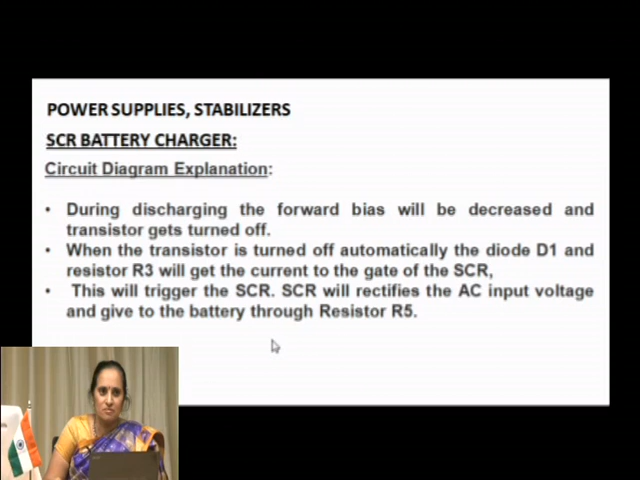 POWER SUPPLIES, STABILIZERS
SCR BATTERY CHARGER:
Circuit Diagram Explanation:
• During discharging the forward bias will be decreased and
transistor gets turned off.
• When the transistor is turned off automatically the diode D1 and
resistor R3 will get the current to the gate of the SCR,
• This will trigger the SCR. SCR will rectifies the AC input voltage
and give to the battery through Resistor R5.